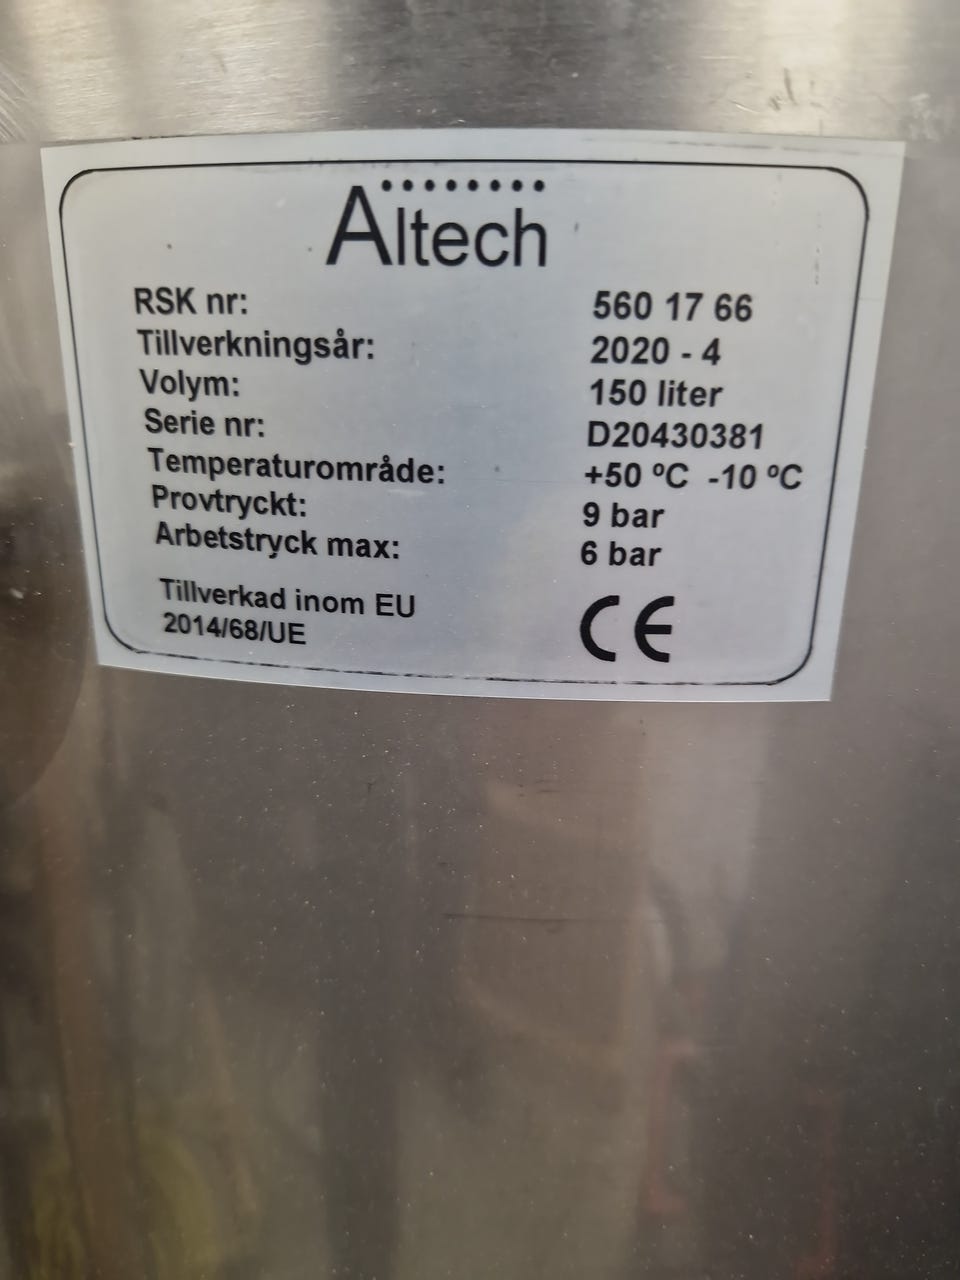 Altech
RSK nr: 560 17 66
Tillverkningsår: 2020 - 4
Volym: 150 liter
Serie nr: D20430381
Temperaturområde: +50 ºC -10 ºC
Provtryckt: 9 bar
Arbetstryck max: 6 bar
Tillverkad inom EU
2014/68/UE
CE